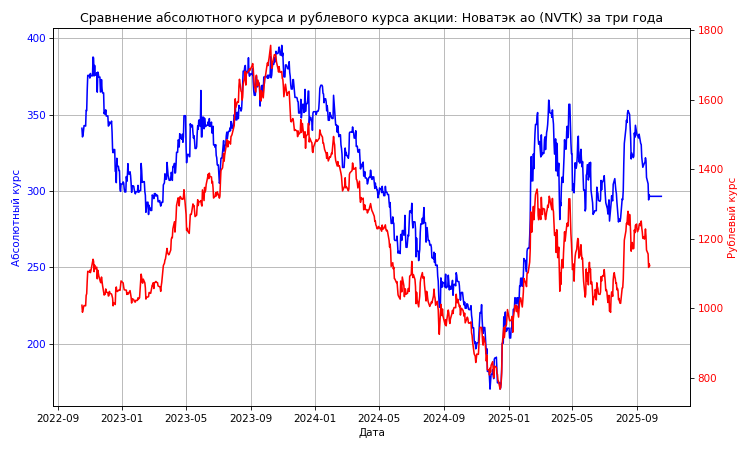 Сравнение абсолютного курса и рублевого курса акции: Новатэк ао (NVTK) за три года
400
350
300
250
200
Абсолютный курс
1800
1600
1400
1200
1000
800
Рублевый курс
2022-09 2023-01 2023-05 2023-09 2024-01 2024-05 2024-09 2025-01 2025-05 2025-09
Дата